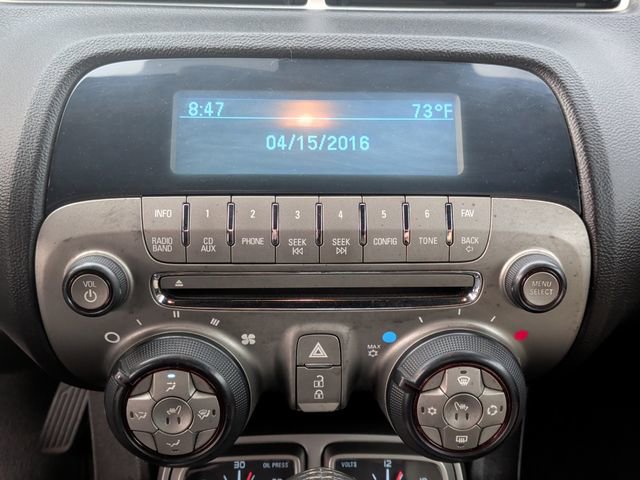 8:47 73°F
04/15/2016
INFO 1 2 3 4 5 6 FAV
RADIO BAND CD AUX PHONE SEEK SEEK CONFIG TONE BACK
VOL MENU SELECT
MAX
30 OIL PRESS VOLTS 12